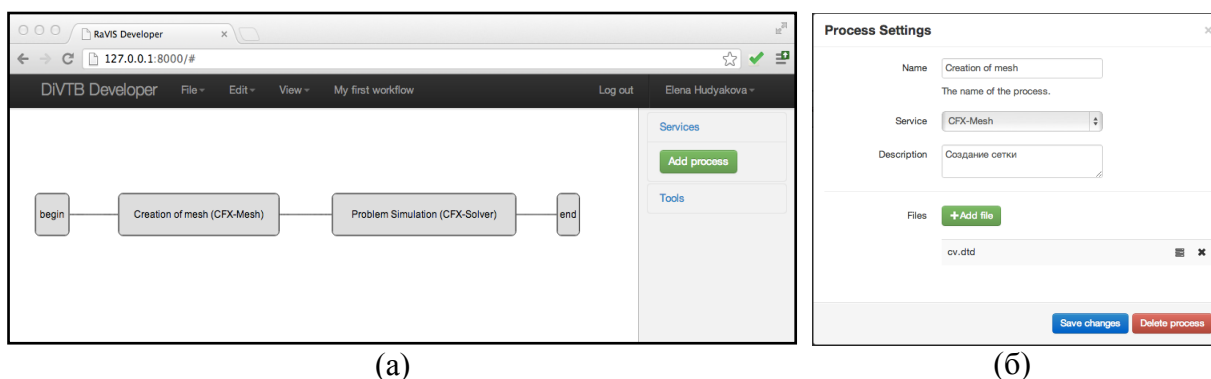 RaVIS Developer
127.0.0.1:8000/#
DiVTB Developer File Edit View My first workflow Log out Elena Hudyakova
Services
Add process
Tools
begin Creation of mesh (CFX-Mesh) Problem Simulation (CFX-Solver) end
(а)
Process Settings
Name Creation of mesh
The name of the process.
Service CFX-Mesh
Description Создание сетки
Files +Add file
cv.dtd
Save changes Delete process
(б)